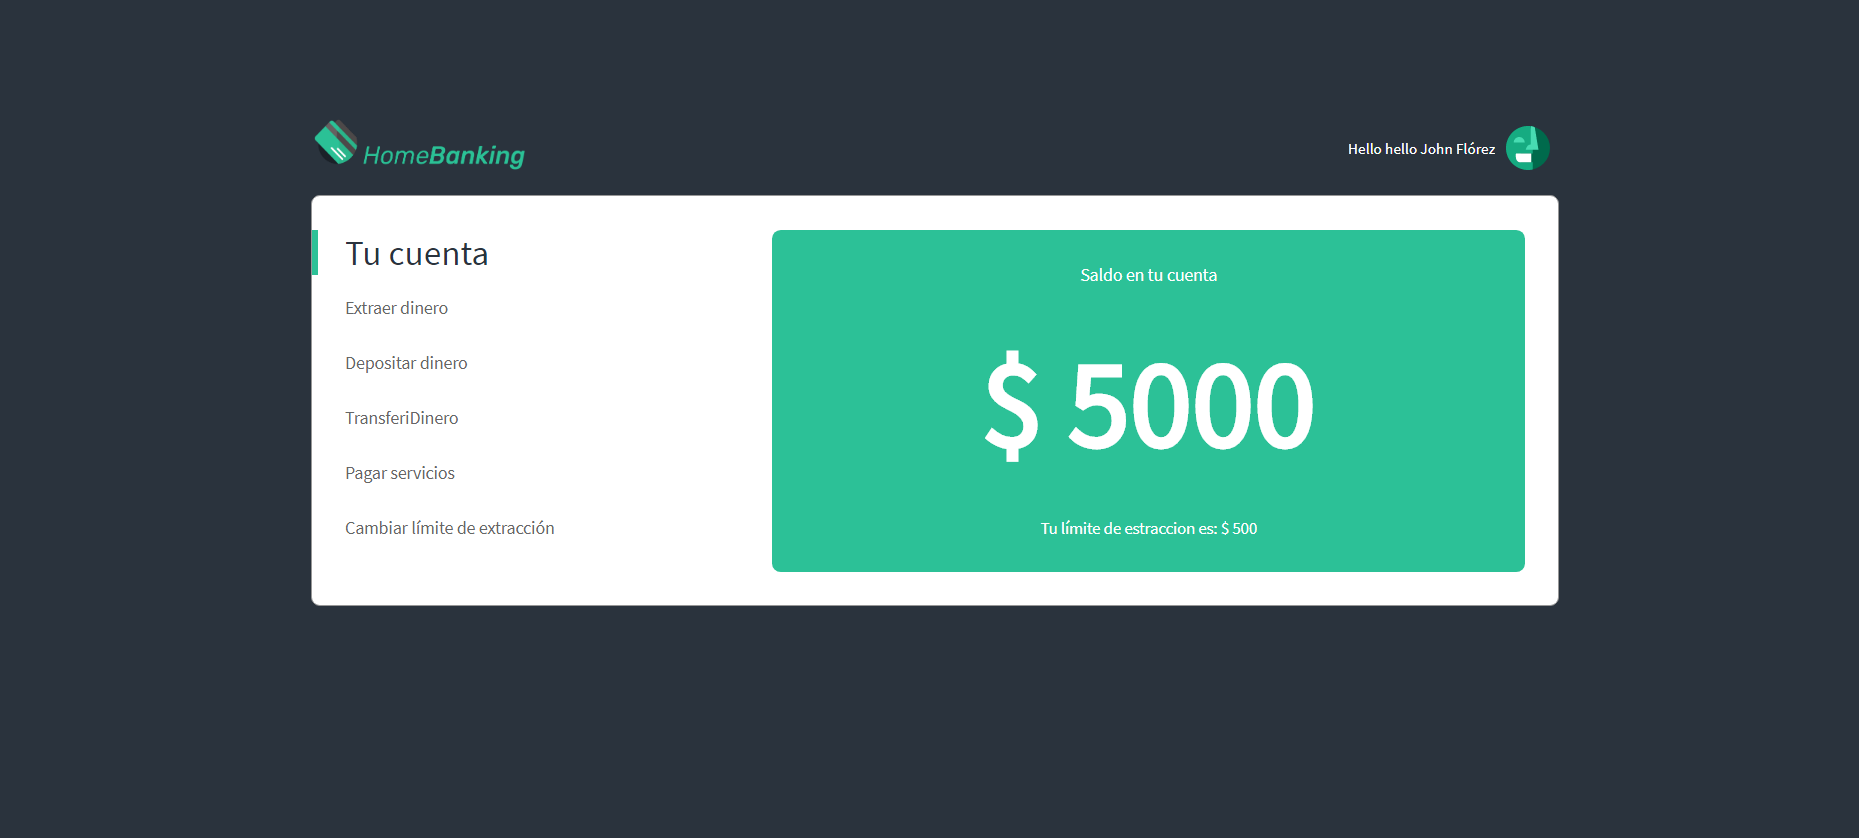 HomeBanking
Hello hello John Flórez
Tu cuenta
Extraer dinero
Depositar dinero
TransferiDinero
Pagar servicios
Cambiar límite de extracción
Saldo en tu cuenta
$ 5000
Tu límite de estraccion es: $ 500